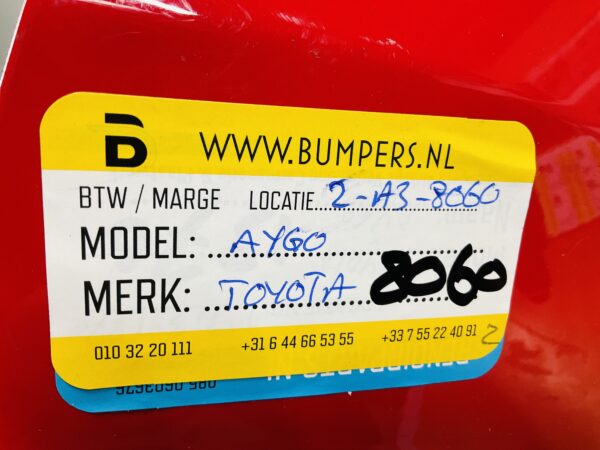 WWW.BUMPERS.NL
BTW / MARGE LOCATIE 2-A3-8060
MODEL: AYGO
MERK: TOYOTA 8060
010 32 20 111 +31 6 44 66 53 55 +33 7 55 22 40 91 2